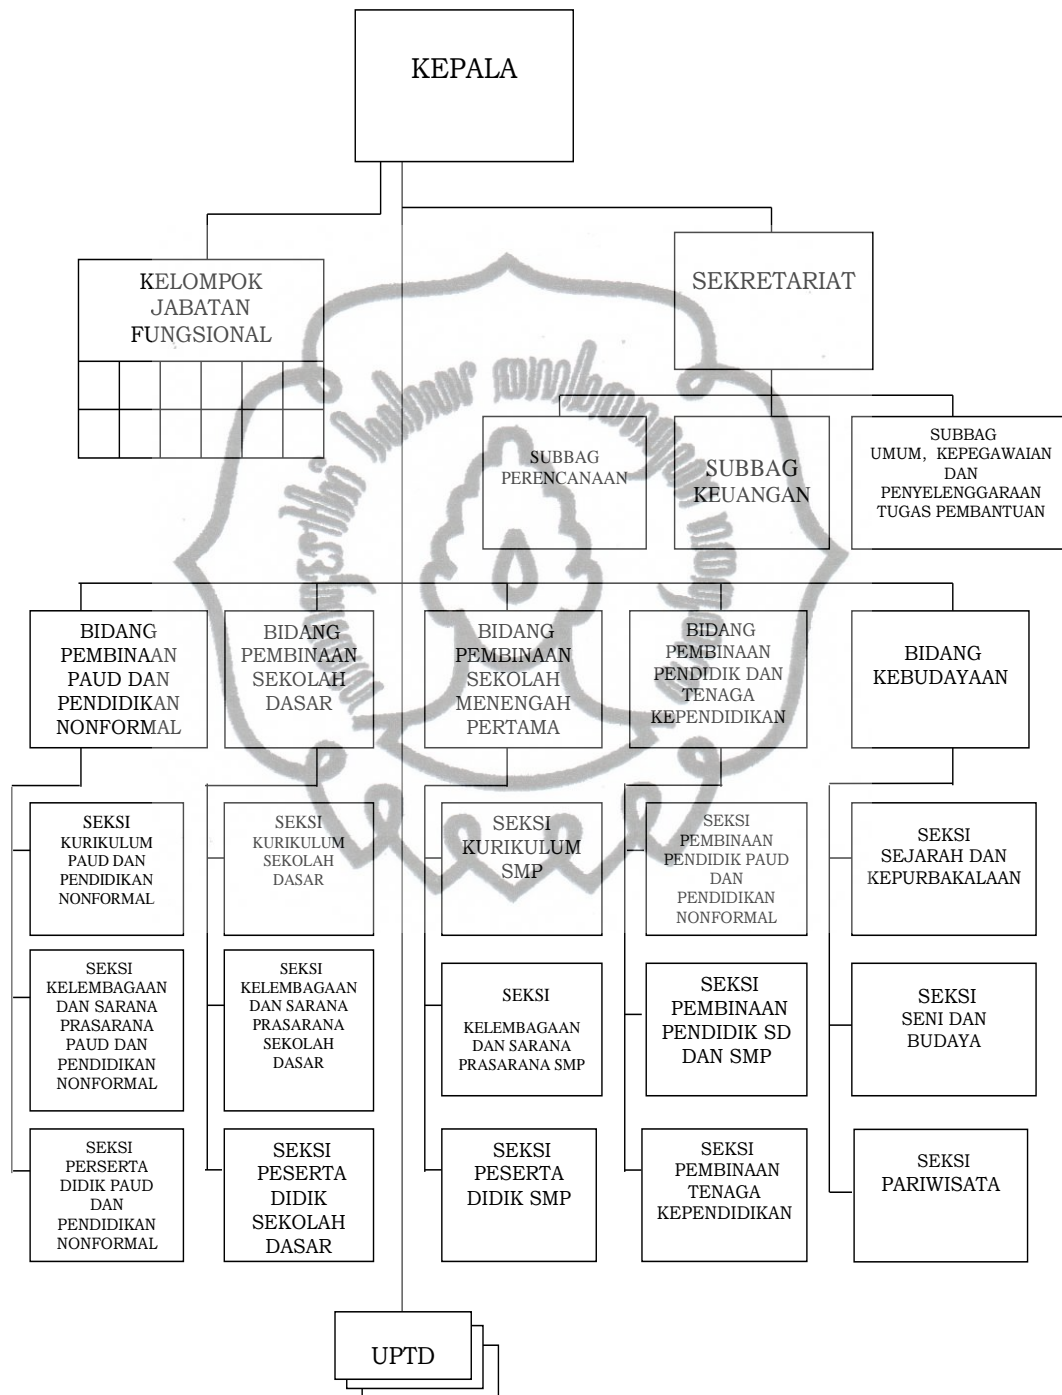 KEPALA
KELOMPOK
JABATAN
FUNGSIONAL
SEKRETARIAT
SUBBAG
PERENCANAAN
SUBBAG
KEUANGAN
SUBBAG
UMUM, KEPEGAWAIAN
DAN
PENYELENGGARAAN
TUGAS PEMBANTUAN
BIDANG
PEMBINAAN
PAUD DAN
PENDIDIKAN
NONFORMAL
BIDANG
PEMBINAAN
SEKOLAH
DASAR
BIDANG
PEMBINAAN
SEKOLAH
MENENGAH
PERTAMA
BIDANG
PEMBINAAN
PENDIDIK DAN
TENAGA
KEPENDIDIKAN
BIDANG
KEBUDAYAAN
SEKSI
KURIKULUM
PAUD DAN
PENDIDIKAN
NONFORMAL
SEKSI
KURIKULUM
SEKOLAH
DASAR
SEKSI
KURIKULUM
SMP
SEKSI
PEMBINAAN
PENDIDIK PAUD
DAN
PENDIDIKAN
NONFORMAL
SEKSI
SEJARAH DAN
KEPURBAKALAAN
SEKSI
KELEMBAGAAN
DAN SARANA
PRASARANA
PAUD DAN
PENDIDIKAN
NONFORMAL
SEKSI
KELEMBAGAAN
DAN SARANA
PRASARANA
SEKOLAH
DASAR
SEKSI
KELEMBAGAAN
DAN SARANA
PRASARANA SMP
SEKSI
PEMBINAAN
PENDIDIK SD
DAN SMP
SEKSI
SENI DAN
BUDAYA
SEKSI
PERSERTA
DIDIK PAUD
DAN
PENDIDIKAN
NONFORMAL
SEKSI
PESERTA
DIDIK
SEKOLAH
DASAR
SEKSI
PESERTA
DIDIK SMP
SEKSI
PEMBINAAN
TENAGA
KEPENDIDIKAN
SEKSI
PARIWISATA
UPTD